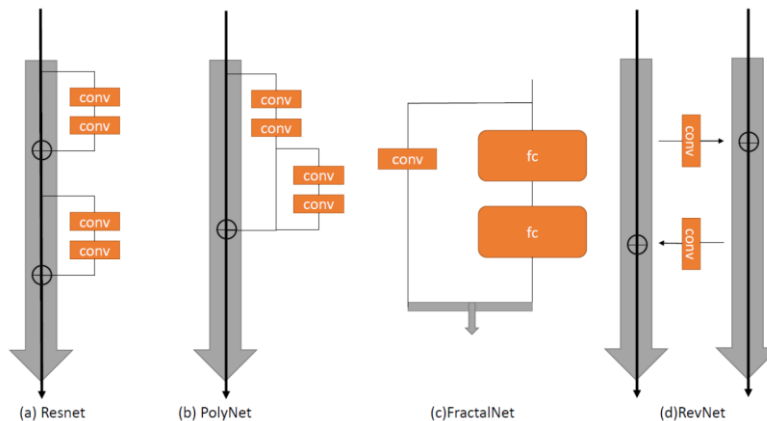 conv
conv
conv
conv
(a) Resnet
conv
conv
conv
conv
(b) PolyNet
conv
fc
fc
(c)FractalNet
conv
conv
(d)RevNet